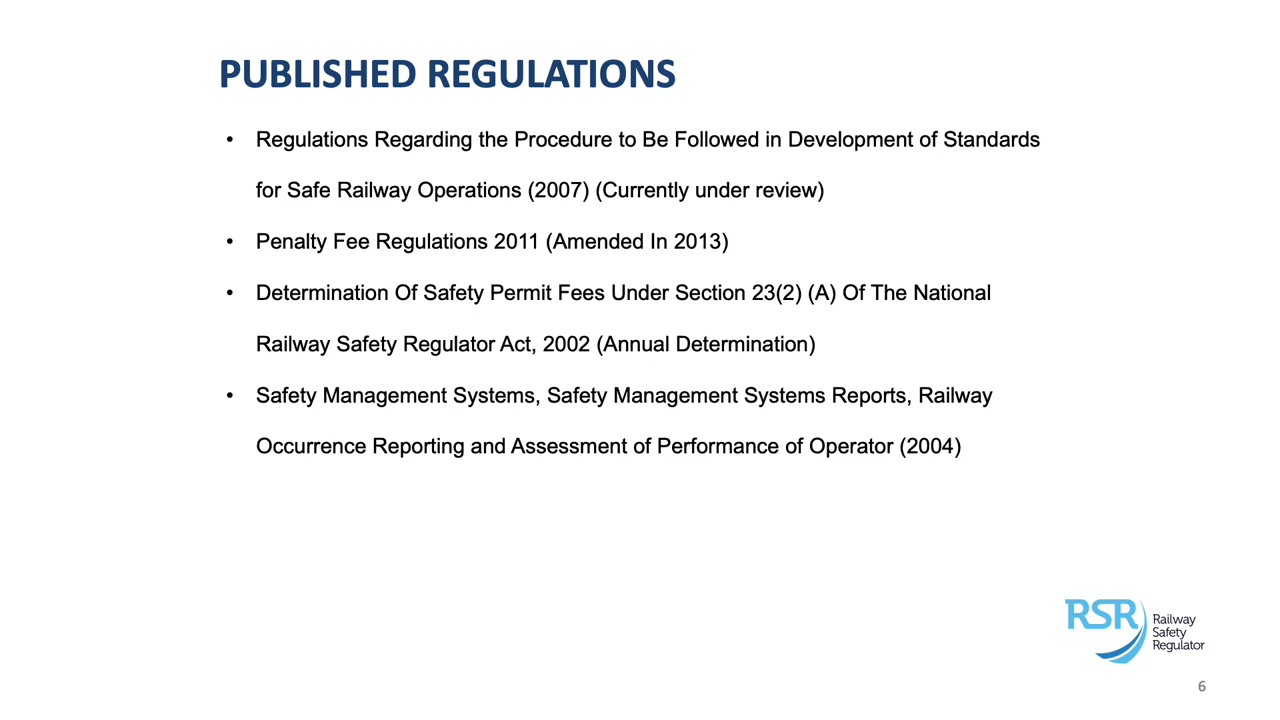 PUBLISHED REGULATIONS
• Regulations Regarding the Procedure to Be Followed in Development of Standards
for Safe Railway Operations (2007) (Currently under review)
• Penalty Fee Regulations 2011 (Amended In 2013)
• Determination Of Safety Permit Fees Under Section 23(2) (A) Of The National
Railway Safety Regulator Act, 2002 (Annual Determination)
• Safety Management Systems, Safety Management Systems Reports, Railway
Occurrence Reporting and Assessment of Performance of Operator (2004)
RSR
Railway
Safety
Regulator
6